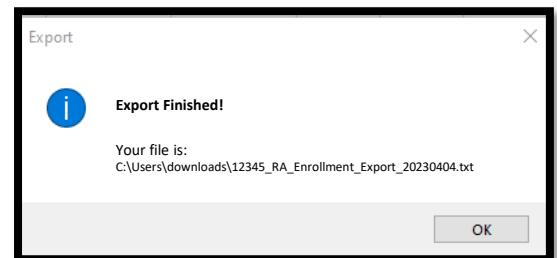 Export
Export Finished!
Your file is:
C:\Users\downloads\12345_RA_Enrollment_Export_20230404.txt
OK